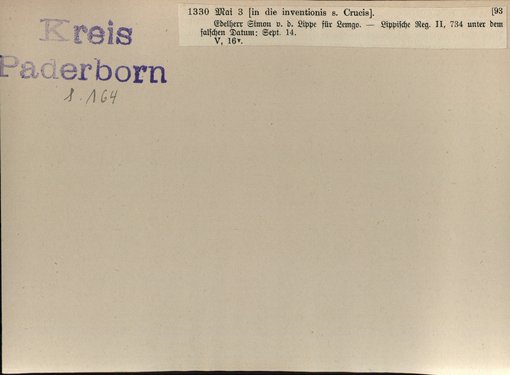 1330 Mai 3 [in die inventionis s. Crucis]. [93
Edelherr Simon v. d. Lippe für Lemgo. — Lippische Reg. II, 734 unter dem
falschen Datum: Sept. 14.
V, 16v.
Kreis
Paderborn
S. 164